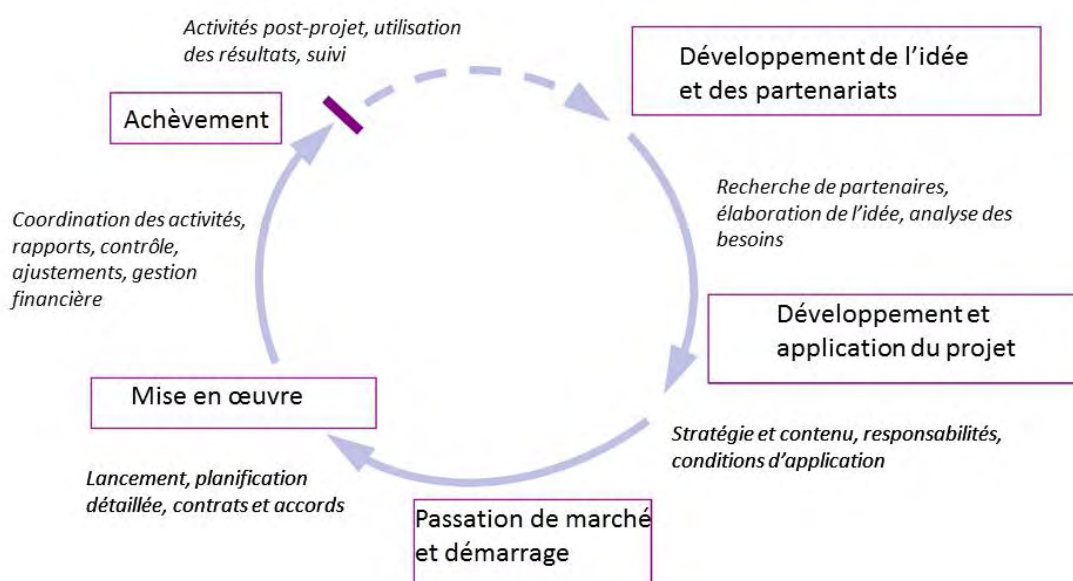 Activités post-projet, utilisation
des résultats, suivi
Développement de l’idée
et des partenariats
Achèvement
Recherche de partenaires,
élaboration de l’idée, analyse des
besoins
Coordination des activités,
rapports, contrôle,
ajustements, gestion
financière
Développement et
application du projet
Mise en œuvre
Stratégie et contenu, responsabilités,
conditions d’application
Lancement, planification
détaillée, contrats et accords
Passation de marché
et démarrage